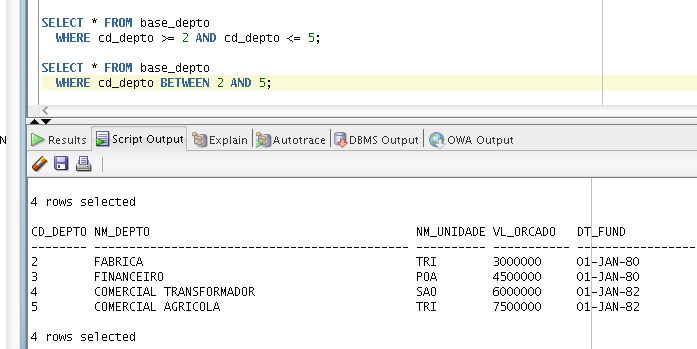 SELECT * FROM base_depto
WHERE cd_depto >= 2 AND cd_depto <= 5;
SELECT * FROM base_depto
WHERE cd_depto BETWEEN 2 AND 5;
N
Results Script Output Explain Autotrace DBMS Output OWA Output
4 rows selected
CD_DEPTO NM_DEPTO NM_UNIDADE VL_ORCADO DT_FUND
2 FABRICA TRI 3000000 01-JAN-80
3 FINANCEIRO POA 4500000 01-JAN-80
4 COMERCIAL TRANSFORMADOR SAO 6000000 01-JAN-82
5 COMERCIAL AGRICOLA TRI 7500000 01-JAN-82
4 rows selected